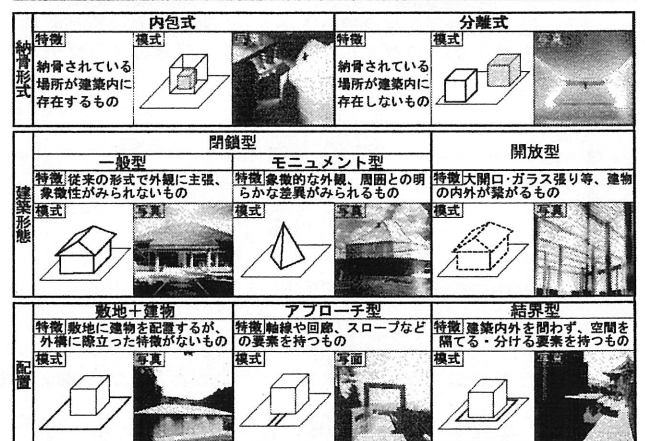 納骨形式
内包式
特徴
納骨されている
場所が建築内に
存在するもの
模式
写真
分離式
特徴
納骨されている
場所が建築内に
存在しないもの
模式
写真
建築形態
閉鎖型
一般型
特徴 従来の形式で外観に主張、
象徴性がみられないもの
模式
写真
モニュメント型
特徴 象徴的な外観、周囲との明
らかな差異がみられるもの
模式
写真
開放型
特徴 大開口・ガラス張り等、建物
の内外が繋がるもの
模式
写真
配置
敷地+建物
特徴 敷地に建物を配置するが、
外構に際立った特徴がないもの
模式
写真
アプローチ型
特徴 軸線や回廊、スロープなど
の要素を持つもの
模式
写面
結界型
特徴 建築内外を問わず、空間を
隔てる・分ける要素を持つもの
模式
写真